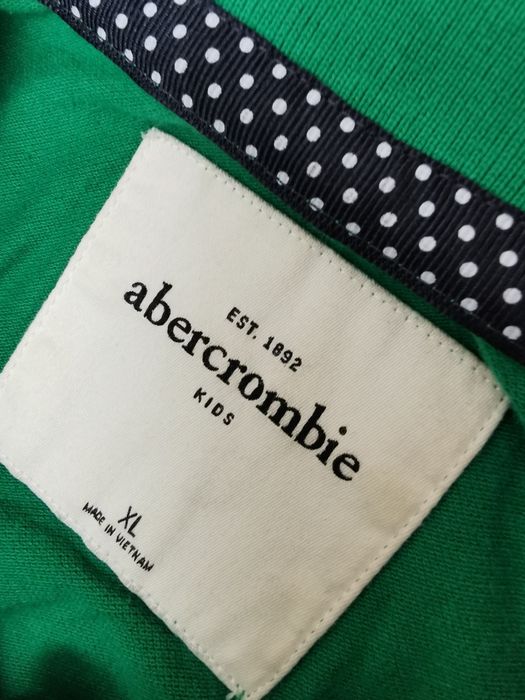 EST. 1892
abercrombie
KIDS
XL
MADE IN VIETNAM